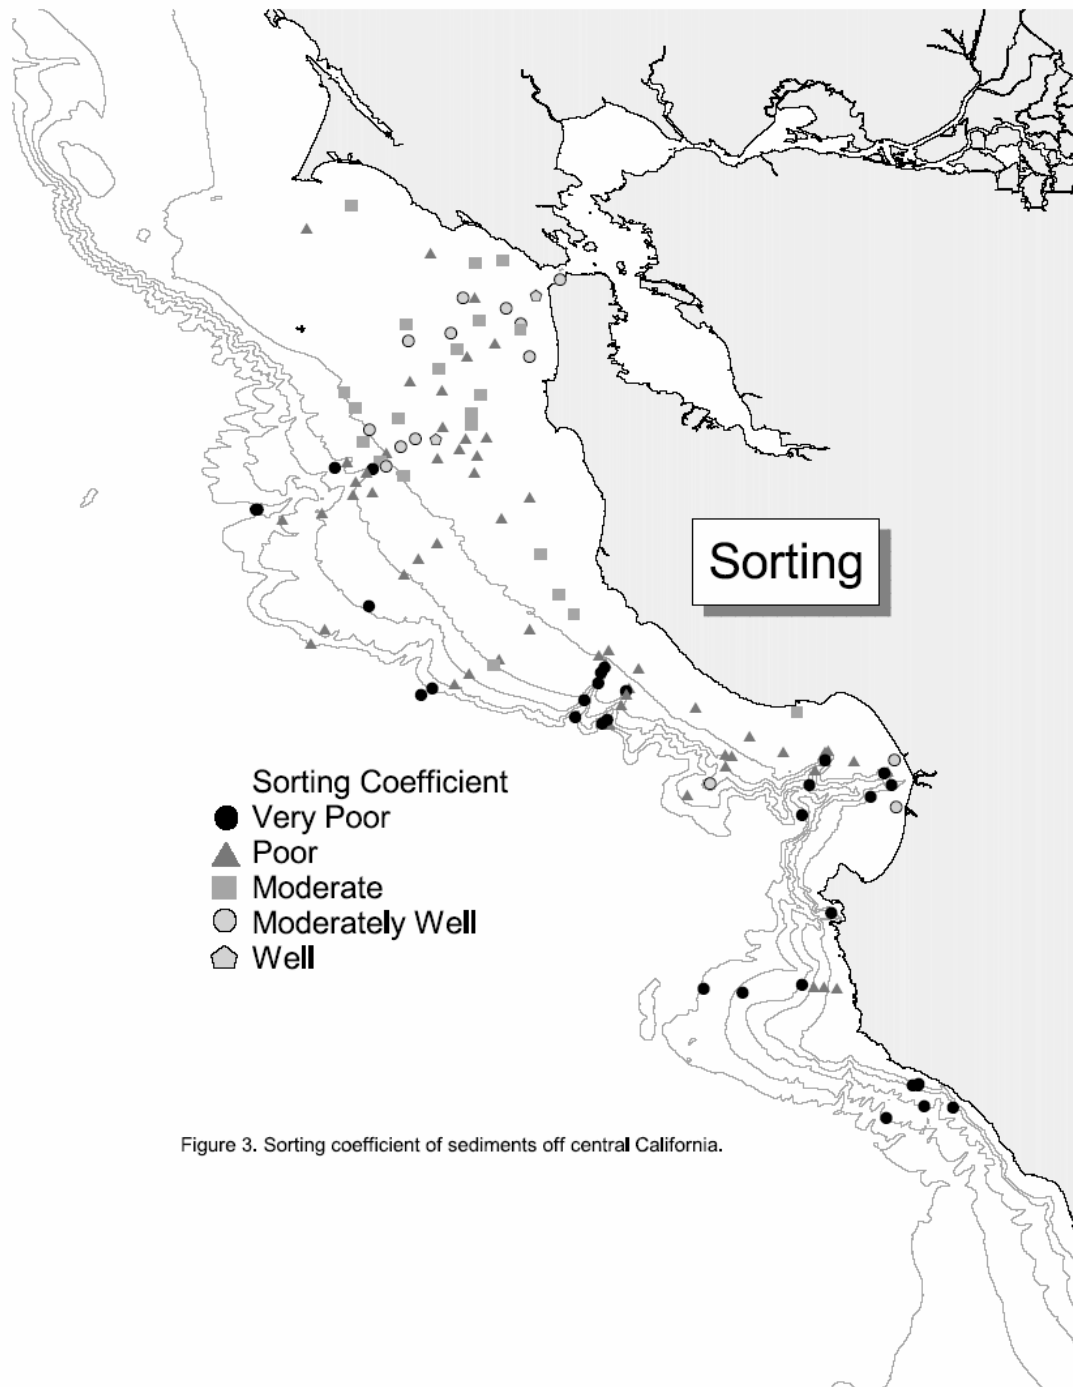 Sorting
Sorting Coefficient
Very Poor
Poor
Moderate
Moderately Well
Well
Figure 3. Sorting coefficient of sediments off central California.